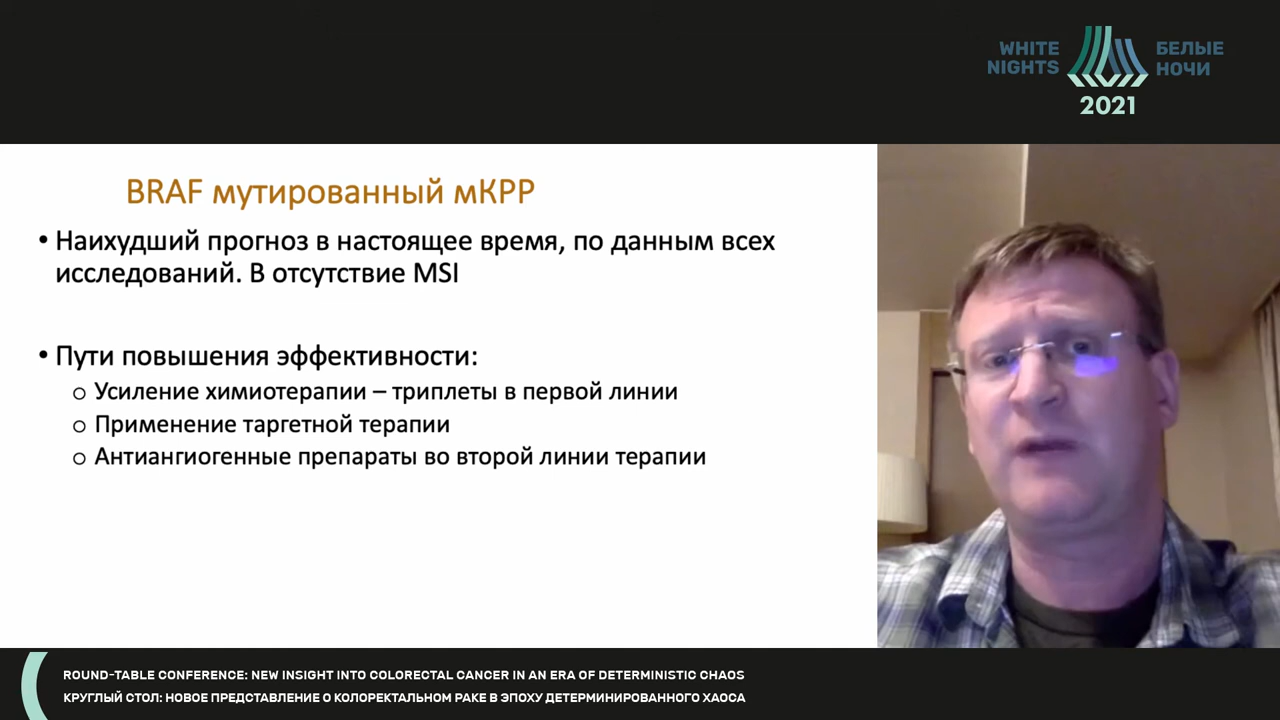 WHITE NIGHTS
БЕЛЫЕ НОЧИ
2021
BRAF мутированный мКРР
• Наихудший прогноз в настоящее время, по данным всех
исследований. В отсутствие MSI
• Пути повышения эффективности:
o Усиление химиотерапии – триплеты в первой линии
o Применение таргетной терапии
o Антиангиогенные препараты во второй линии терапии
ROUND-TABLE CONFERENCE: NEW INSIGHT INTO COLORECTAL CANCER IN AN ERA OF DETERMINISTIC CHAOS
КРУГЛЫЙ СТОЛ: НОВОЕ ПРЕДСТАВЛЕНИЕ О КОЛОРЕКТАЛЬНОМ РАКЕ В ЭПОХУ ДЕТЕРМИНИРОВАННОГО ХАОСА